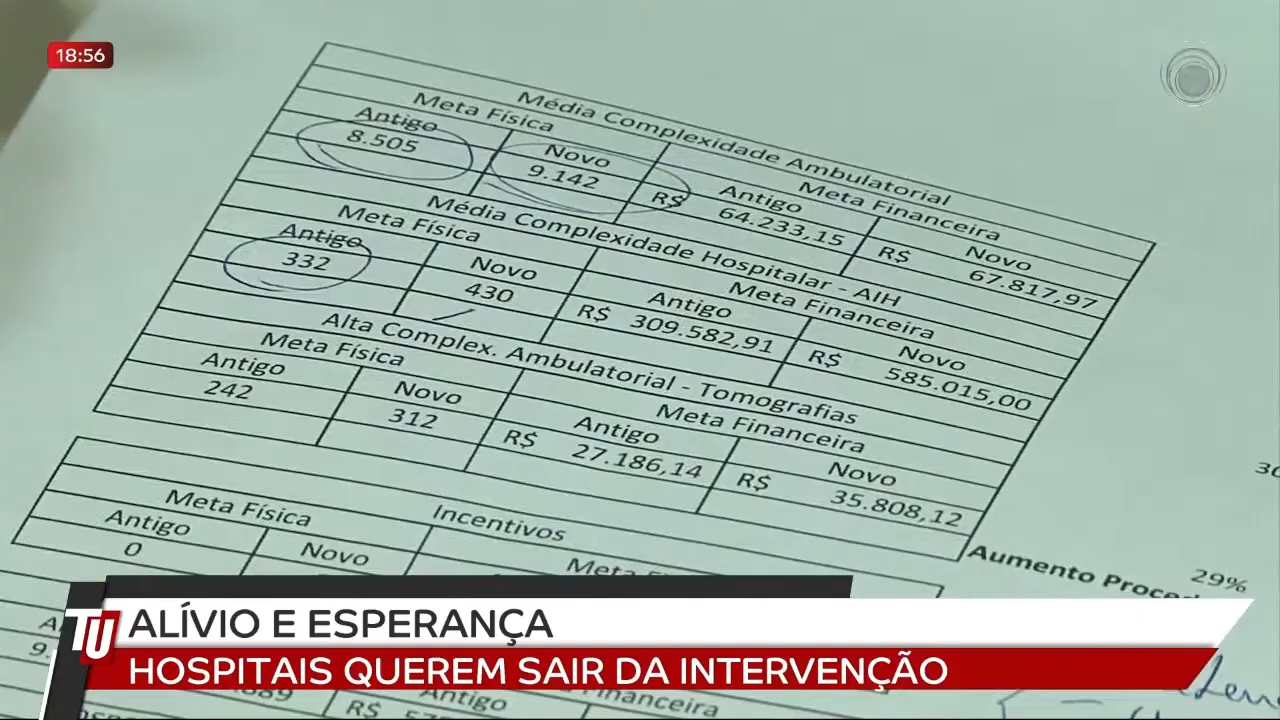 18:56
Média Complexidade Ambulatorial
Meta Física Meta Financeira
Antigo Novo Antigo Novo
8.505 9.142 R$ 64.233,15 R$ 67.817,97
Média Complexidade Hospitalar - AIH
Meta Física Meta Financeira
Antigo Novo Antigo Novo
332 430 R$ 309.582,91 R$ 585.015,00
Alta Complex. Ambulatorial - Tomografias
Meta Física Meta Financeira
Antigo Novo Antigo Novo
242 312 R$ 27.186,14 R$ 35.808,12
30
29%
Aumento Proced
Incentivos
Meta Física
Antigo Novo
0
TU
ALÍVIO E ESPERANÇA
HOSPITAIS QUEREM SAIR DA INTERVENÇÃO
Antigo
R$